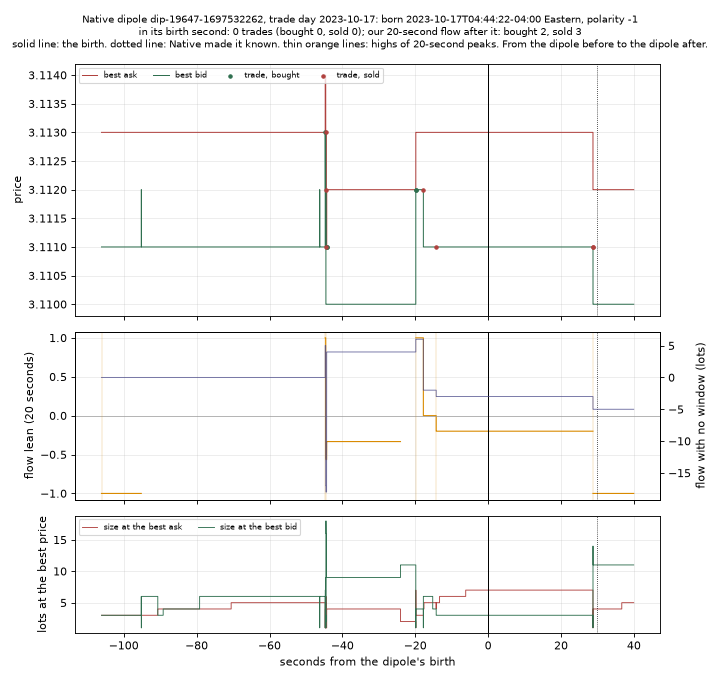 Native dipole dip-19647-1697532262, trade day 2023-10-17: born 2023-10-17T04:44:22-04:00 Eastern, polarity -1
in its birth second: 0 trades (bought 0, sold 0); our 20-second flow after it: bought 2, sold 3
solid line: the birth. dotted line: Native made it known. thin orange lines: highs of 20-second peaks. From the dipole before to the dipole after.
best ask
best bid
trade, bought
trade, sold
3.1140
3.1135
3.1130
3.1125
3.1120
3.1115
3.1110
3.1105
3.1100
price
1.0
0.5
0.0
−0.5
−1.0
flow lean (20 seconds)
5
0
−5
−10
−15
flow with no window (lots)
size at the best ask
size at the best bid
15
10
5
lots at the best price
−100
−80
−60
−40
−20
0
20
40
seconds from the dipole's birth